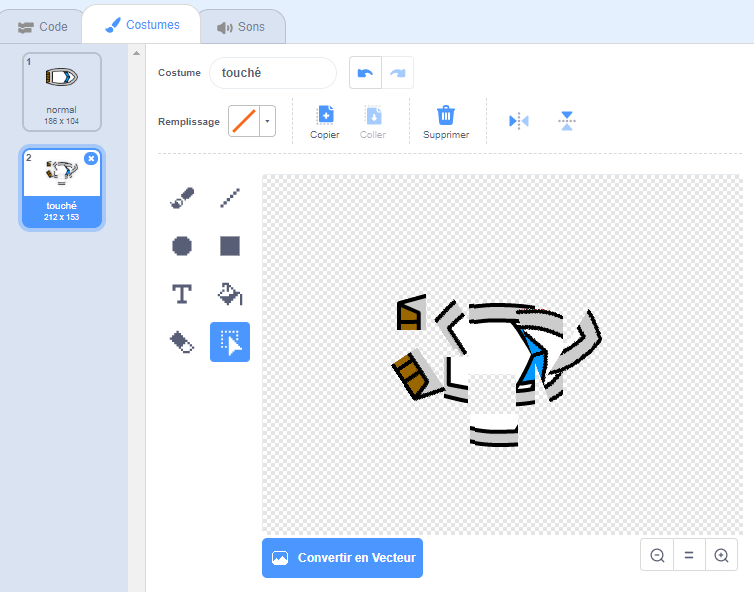 Code
Costumes
Sons
1
normal
186 x 104
2
touché
212 x 153
Costume
touché
Remplissage
Copier
Coller
Supprimer
T
Convertir en Vecteur